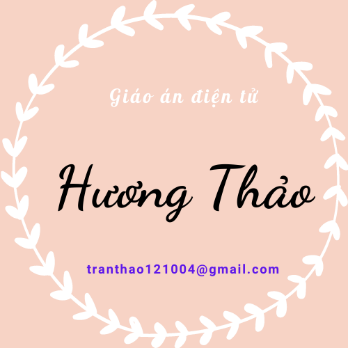 Giáo án điện tử
Hương Thảo
tranthao121004@gmail.com